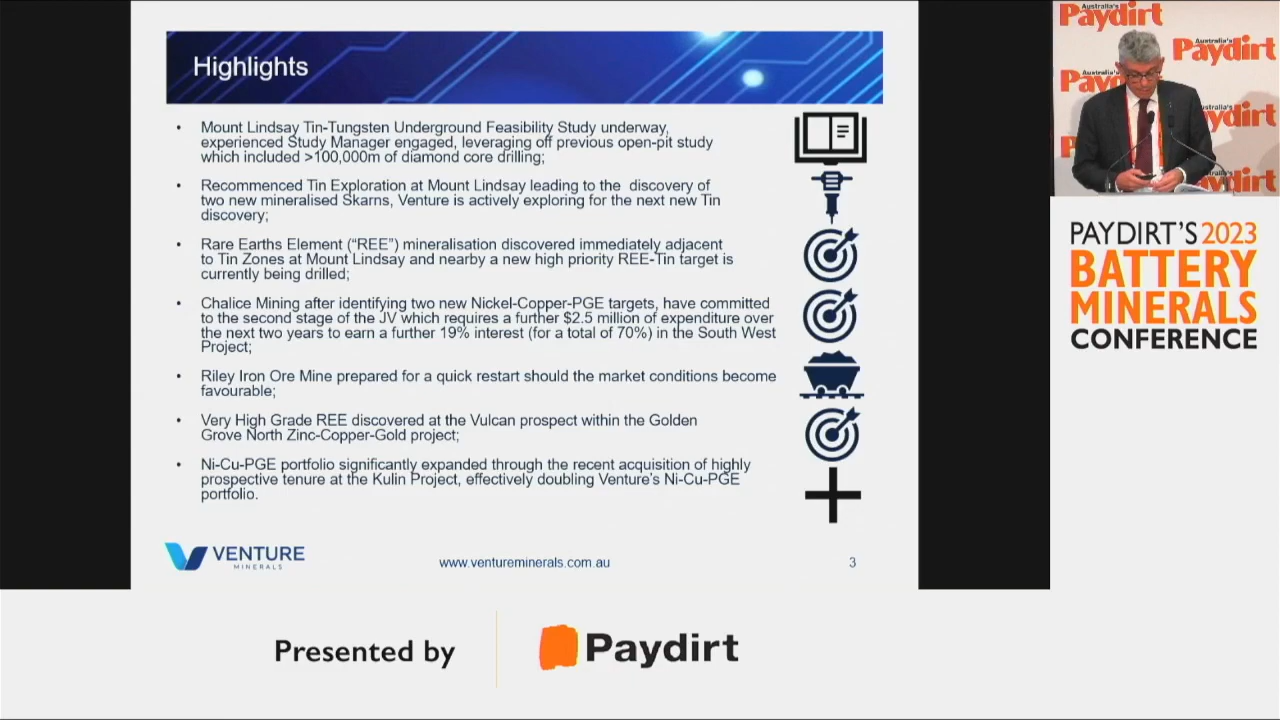 Highlights
• Mount Lindsay Tin-Tungsten Underground Feasibility Study underway,
experienced Study Manager engaged, leveraging off previous open-pit study
which included >100,000m of diamond core drilling;
• Recommenced Tin Exploration at Mount Lindsay leading to the discovery of
two new mineralised Skarns, Venture is actively exploring for the next new Tin
discovery;
• Rare Earths Element (“REE”) mineralisation discovered immediately adjacent
to Tin Zones at Mount Lindsay and nearby a new high priority REE-Tin target is
currently being drilled;
• Chalice Mining after identifying two new Nickel-Copper-PGE targets, have committed
to the second stage of the JV which requires a further $2.5 million of expenditure over
the next two years to earn a further 19% interest (for a total of 70%) in the South West
Project;
• Riley Iron Ore Mine prepared for a quick restart should the market conditions become
favourable;
• Very High Grade REE discovered at the Vulcan prospect within the Golden
Grove North Zinc-Copper-Gold project;
• Ni-Cu-PGE portfolio significantly expanded through the recent acquisition of highly
prospective tenure at the Kulin Project, effectively doubling Venture’s Ni-Cu-PGE
portfolio.
VENTURE
MINERALS
www.ventureminerals.com.au
3
Australia's
Paydirt
Australia's
Paydirt
Australia's
Payd
Australia's
ydirt
Australia's
dirt
PAYDIRT'S 2023
BATTERY
MINERALS
CONFERENCE
Presented by
Paydirt